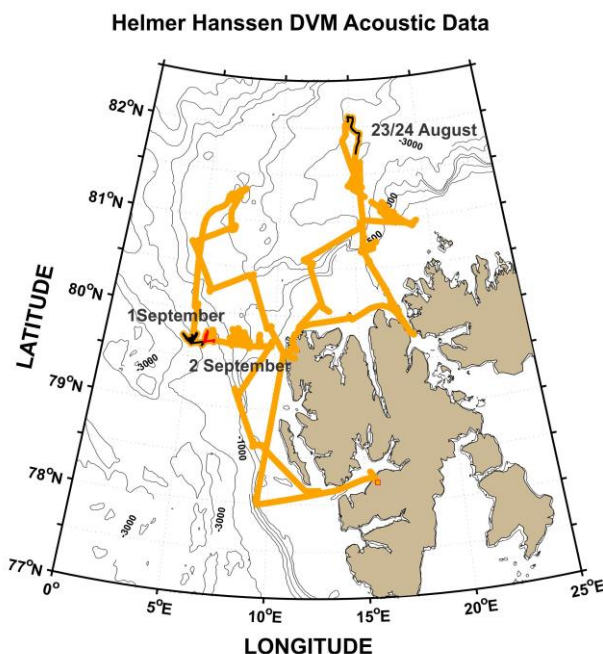 Helmer Hanssen DVM Acoustic Data
82°N
23/24 August
-3000
81°N
500
80°N
1September
2 September
-3000
79°N
-1000
78°N
-3000
-3000
77°N
0°
5°E
10°E
15°E
20°E
25°E
LATITUDE
LONGITUDE